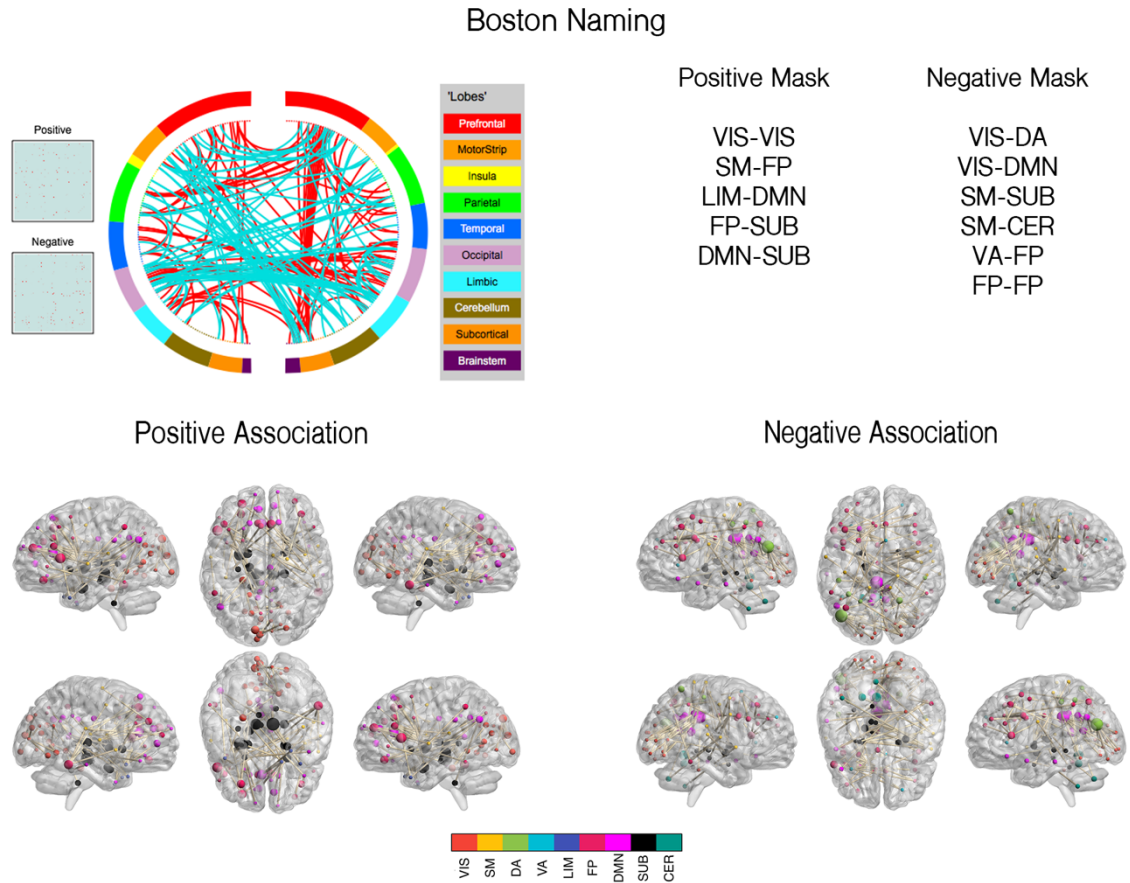 Boston Naming
Positive
Negative
'Lobes'
Prefrontal
MotorStrip
Insula
Parietal
Temporal
Occipital
Limbic
Cerebellum
Subcortical
Brainstem
Positive Mask
VIS-VIS
SM-FP
LIM-DMN
FP-SUB
DMN-SUB
Negative Mask
VIS-DA
VIS-DMN
SM-SUB
SM-CER
VA-FP
FP-FP
Positive Association
Negative Association
VIS
SM
DA
VA
LIM
FP
DMN
SUB
CER